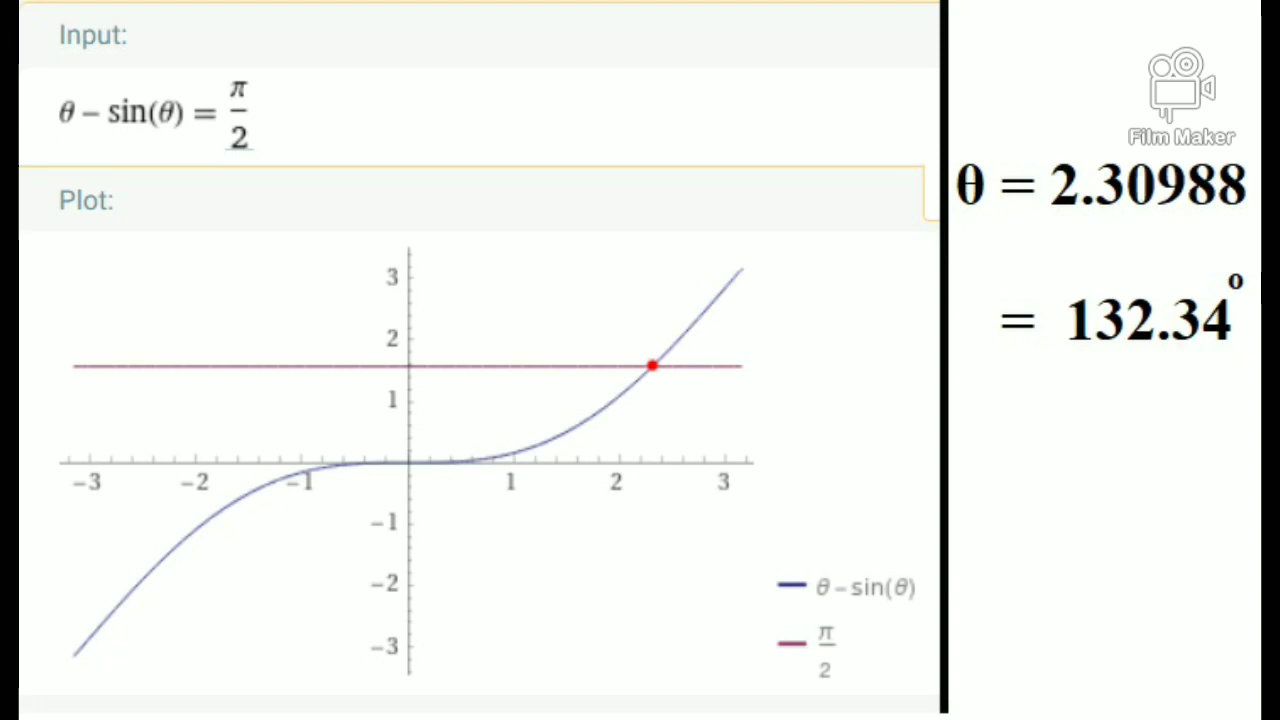 Input:
θ – sin(θ) = π/2
Plot:
3
2
1
–3 –2 –1 1 2 3
–1
–2
–3
θ – sin(θ)
π/2
Film Maker
θ = 2.30988
= 132.34°